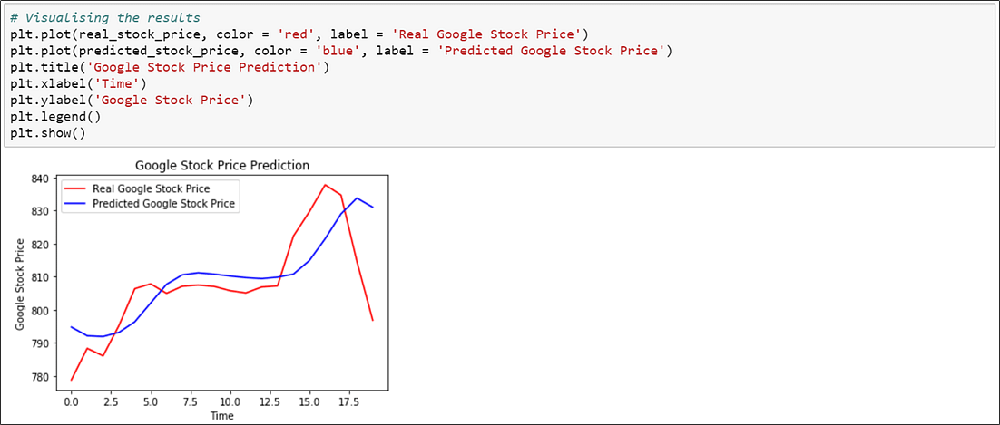 # Visualising the results
plt.plot(real_stock_price, color = 'red', label = 'Real Google Stock Price')
plt.plot(predicted_stock_price, color = 'blue', label = 'Predicted Google Stock Price')
plt.title('Google Stock Price Prediction')
plt.xlabel('Time')
plt.ylabel('Google Stock Price')
plt.legend()
plt.show()
Google Stock Price Prediction
Real Google Stock Price
Predicted Google Stock Price
Google Stock Price
840
830
820
810
800
790
780
0.0 2.5 5.0 7.5 10.0 12.5 15.0 17.5
Time